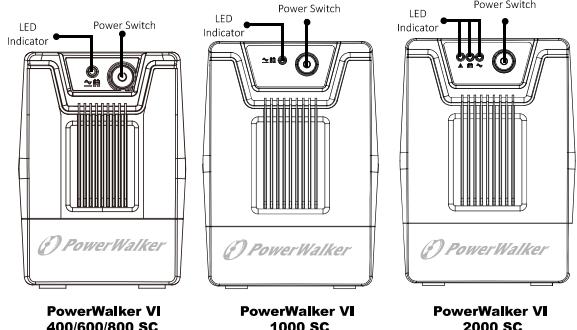 LED
Indicator
Power Switch
LED
Indicator
Power Switch
LED
Indicator
Power Switch
PowerWalker
PowerWalker
PowerWalker
PowerWalker VI
400/600/800 SC
PowerWalker VI
1000 SC
PowerWalker VI
2000 SC